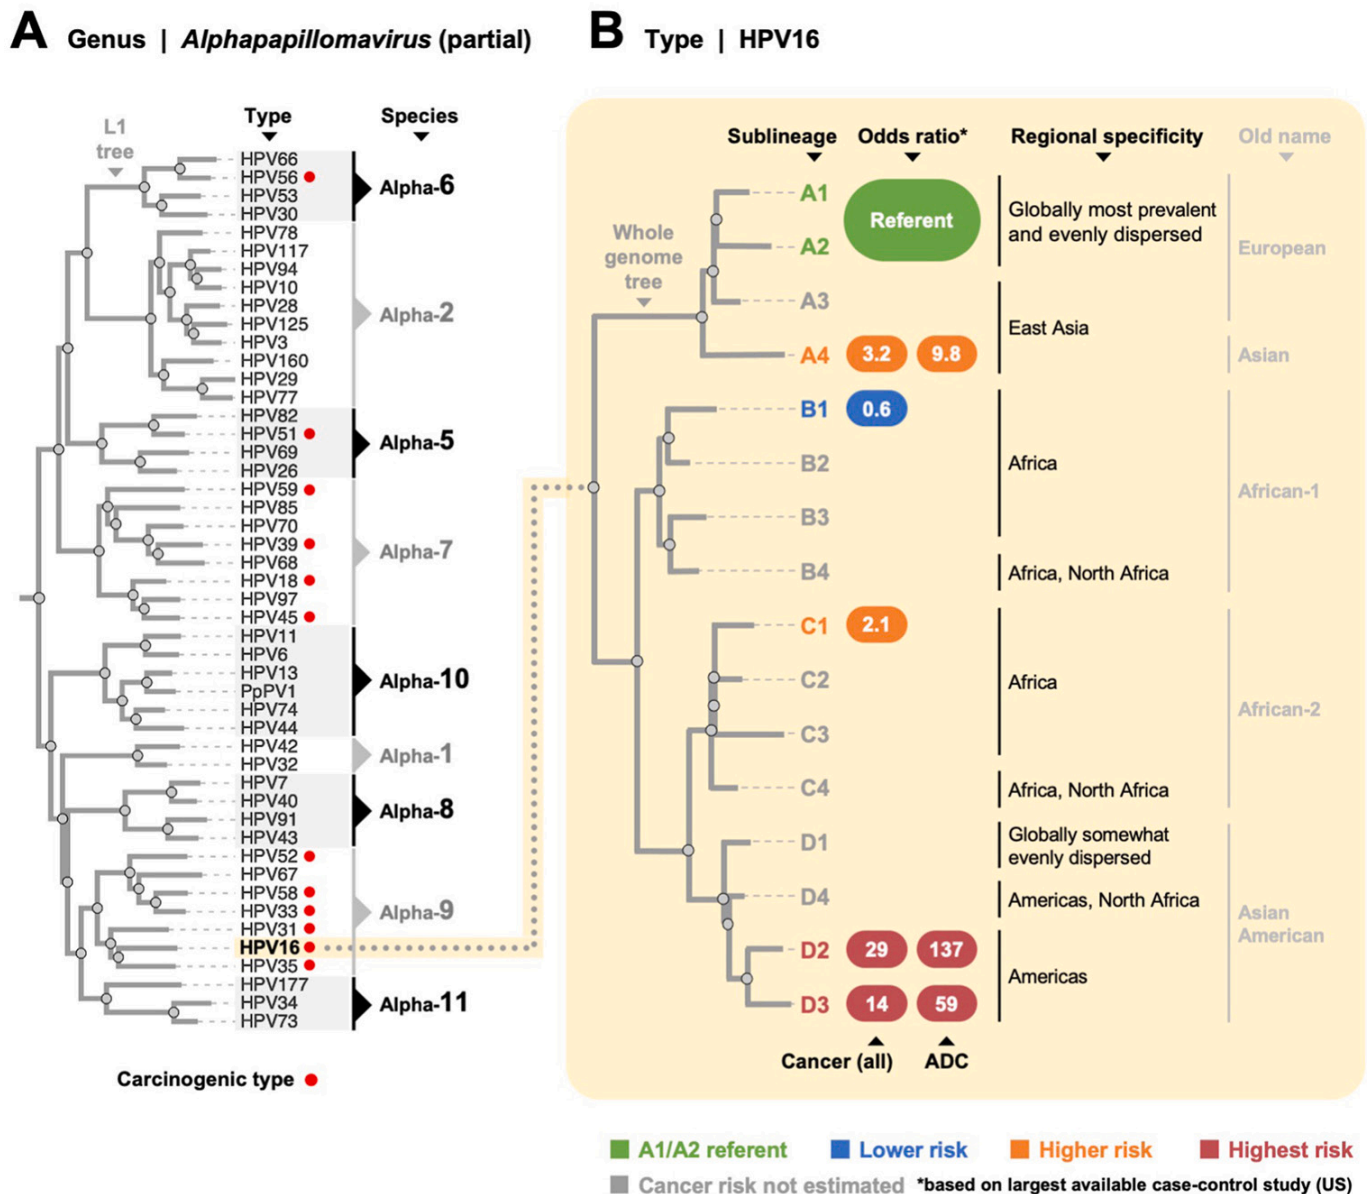 A Genus | Alphapapillomavirus (partial)
L1
tree
Type
Species
HPV66
HPV56
HPV53
HPV30
Alpha-6
HPV78
HPV117
HPV94
HPV10
HPV28
HPV125
HPV3
HPV160
HPV29
HPV77
Alpha-2
HPV82
HPV51
HPV69
HPV26
Alpha-5
HPV59
HPV85
HPV70
HPV39
HPV68
HPV18
HPV97
HPV45
Alpha-7
HPV11
HPV6
HPV13
PpPV1
HPV74
HPV44
Alpha-10
HPV42
HPV32
Alpha-1
HPV7
HPV40
HPV91
HPV43
Alpha-8
HPV52
HPV67
HPV58
HPV33
HPV31
HPV16
HPV35
Alpha-9
HPV177
HPV34
HPV73
Alpha-11
Carcinogenic type
B Type | HPV16
Sublineage
Odds ratio*
Regional specificity
Old name
Whole
genome
tree
A1
A2
Referent
Globally most prevalent
and evenly dispersed
European
A3
East Asia
A4 3.2 9.8
Asian
B1 0.6
B2
Africa
African-1
B3
B4
Africa, North Africa
C1 2.1
C2
Africa
African-2
C3
C4
Africa, North Africa
D1
Globally somewhat
evenly dispersed
D4
Americas, North Africa
Asian
American
D2 29 137
Americas
D3 14 59
Cancer (all)
ADC
A1/A2 referent
Lower risk
Higher risk
Highest risk
Cancer risk not estimated
*based on largest available case-control study (US)